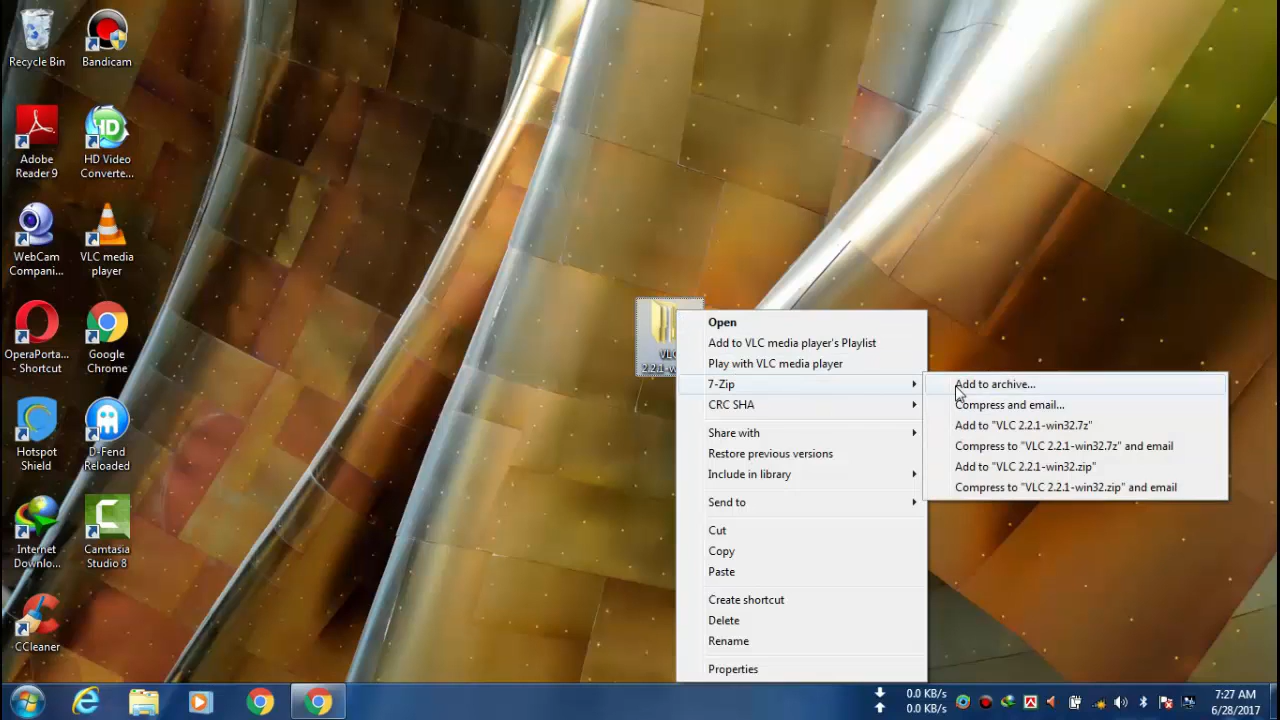 Recycle Bin
Bandicam
Adobe
Reader 9
HD Video
Converte...
WebCam
Compani...
VLC media
player
OperaPorta...
- Shortcut
Google
Chrome
Hotspot
Shield
D-Fend
Reloaded
Internet
Downlo...
Camtasia
Studio 8
CCleaner
VLC
2.2.1-w
Open
Add to VLC media player's Playlist
Play with VLC media player
7-Zip
CRC SHA
Share with
Restore previous versions
Include in library
Send to
Cut
Copy
Paste
Create shortcut
Delete
Rename
Properties
Add to archive...
Compress and email...
Add to "VLC 2.2.1-win32.7z"
Compress to "VLC 2.2.1-win32.7z" and email
Add to "VLC 2.2.1-win32.zip"
Compress to "VLC 2.2.1-win32.zip" and email
0.0 KB/s
0.0 KB/s
7:27 AM
6/28/2017